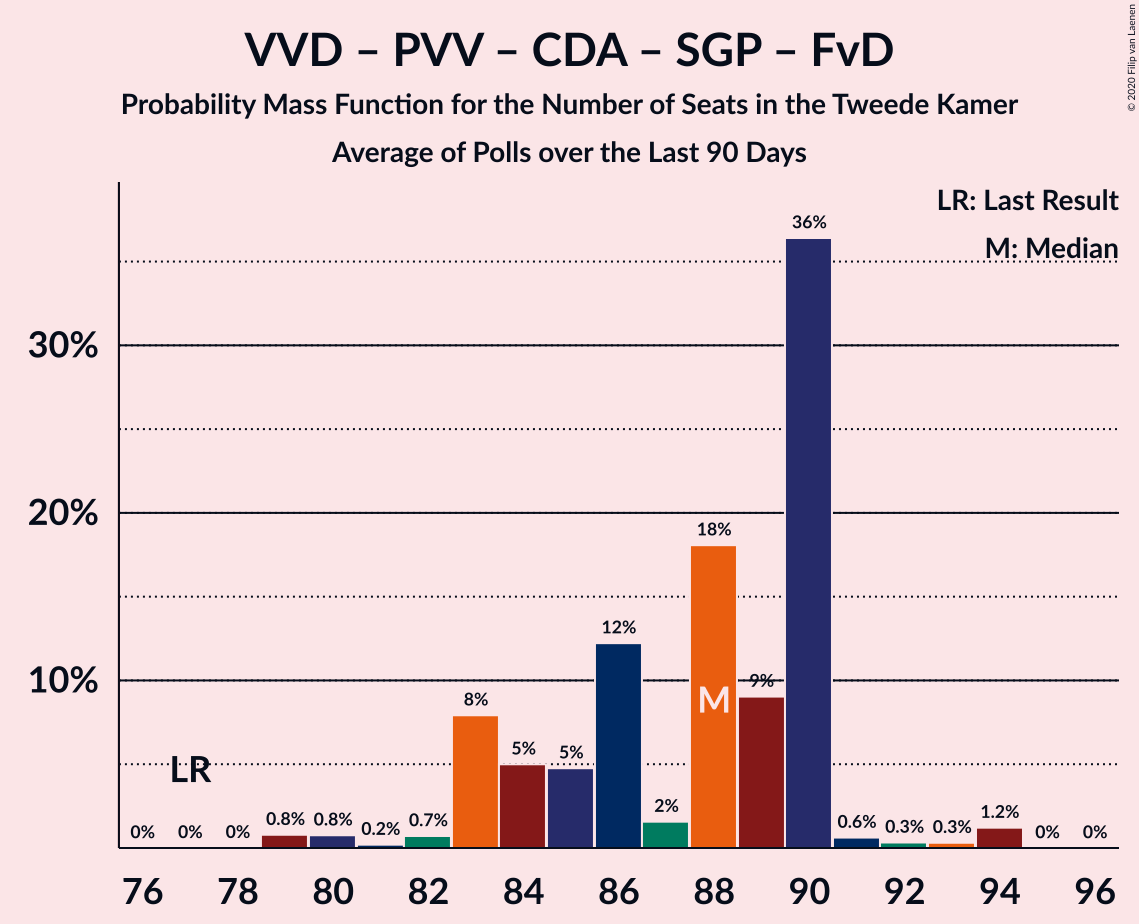 VVD – PVV – CDA – SGP – FvD
Probability Mass Function for the Number of Seats in the Tweede Kamer
Average of Polls over the Last 90 Days
© 2020 Filip van Laenen
LR: Last Result
M: Median
30%
20%
10%
0% 0% 0% 0.8% 0.8% 0.2% 0.7% 8% 5% 5% 12% 2% 18% 9% 36% 0.6% 0.3% 0.3% 1.2% 0% 0%
LR
M
76 78 80 82 84 86 88 90 92 94 96